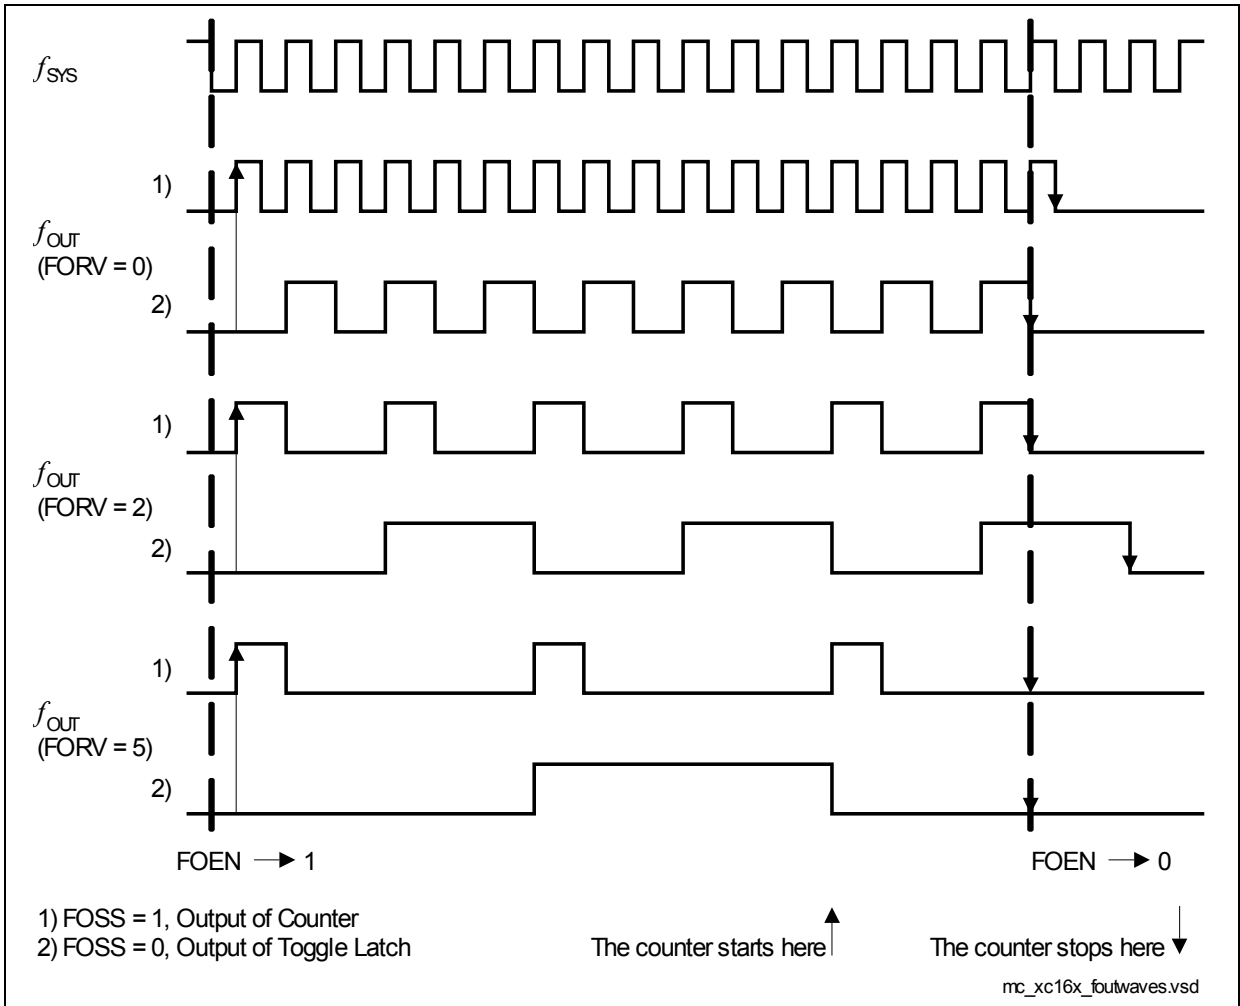 fSYS
1)
fOUT
(FORV = 0)
2)
1)
fOUT
(FORV = 2)
2)
1)
fOUT
(FORV = 5)
2)
FOEN → 1
FOEN → 0
1) FOSS = 1, Output of Counter
2) FOSS = 0, Output of Toggle Latch
The counter starts here
The counter stops here
mc_xc16x_foutwaves.vsd